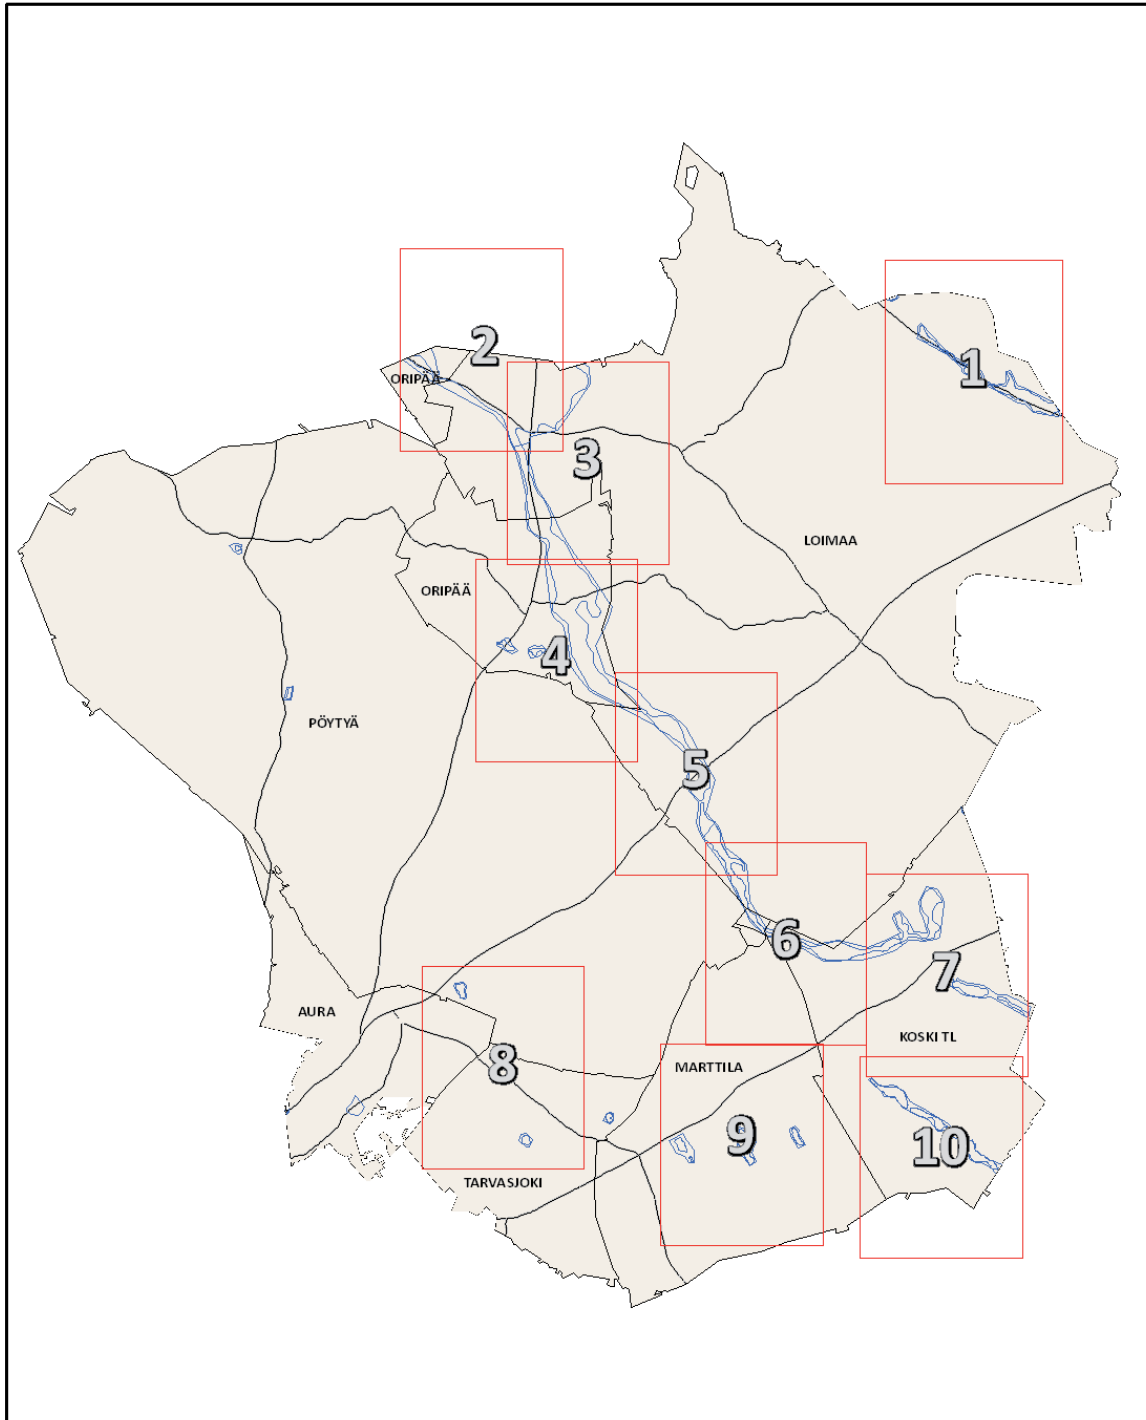 2
1
ORIPÄÄ
3
LOIMAA
ORIPÄÄ
4
PÖYTYÄ
5
6
7
AURA
KOSKI TL
8
MARTTILA
9
10
TARVASJOKI